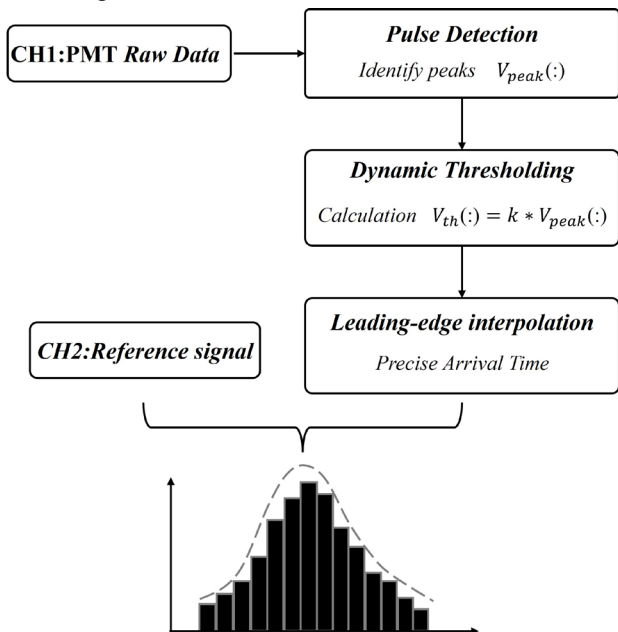 CH1:PMT Raw Data
Pulse Detection
Identify peaks V_peak(:)
Dynamic Thresholding
Calculation V_th(:) = k * V_peak(:)
Leading-edge interpolation
Precise Arrival Time
CH2:Reference signal